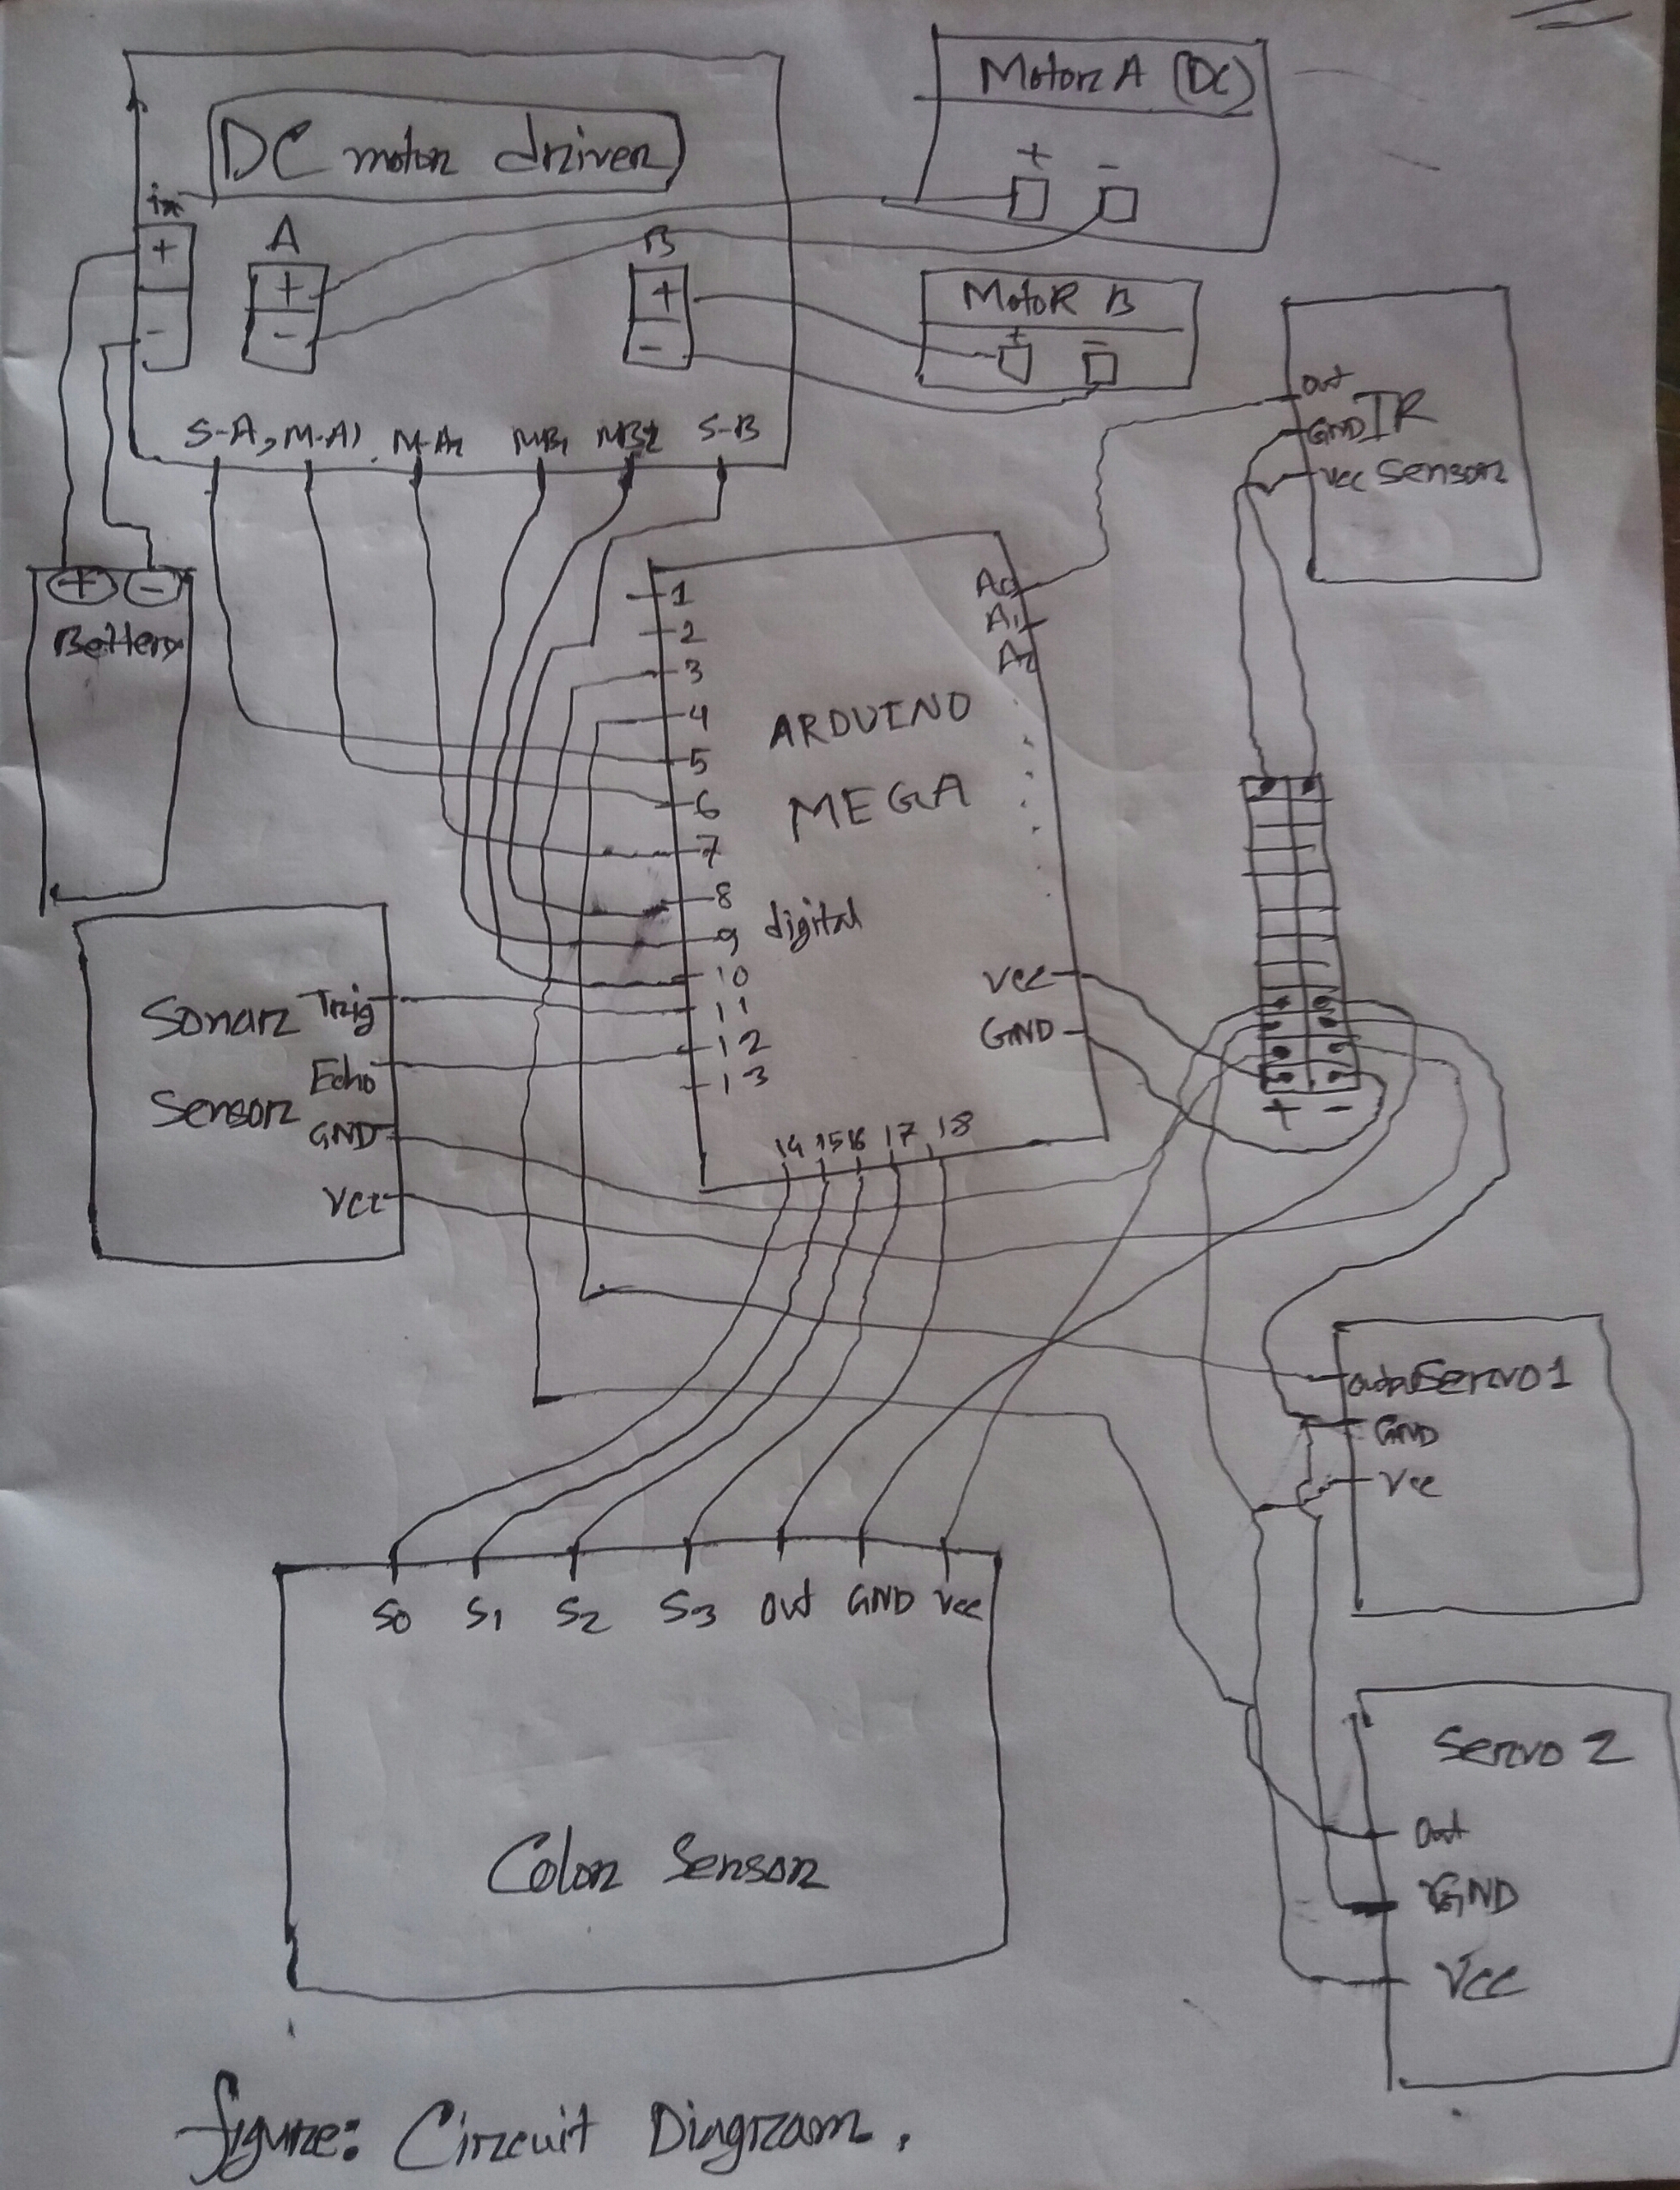 DC motor driver
in
+
-
A
+
-
B
+
-
S-A, M-A1 M-A2 MB1 MB2 S-B
Motor A (DC)
+ -
Motor B
+ -
out
GND IR
Vcc Sensor
+ -
Bettery
1
2
3
4
5
6
7
8
9
10
11
12
13
digital
ARDUINO
MEGA
A0
A1
A2
Vcc
GND
14 15 16 17 18
+ -
Sonar Trig
Echo
Sensor GND
Vcc
Servo 1
GND
Vcc
Servo 2
Out
GND
Vcc
S0 S1 S2 S3 Out GND Vcc
Color Sensor
figure: Circuit Diagram.